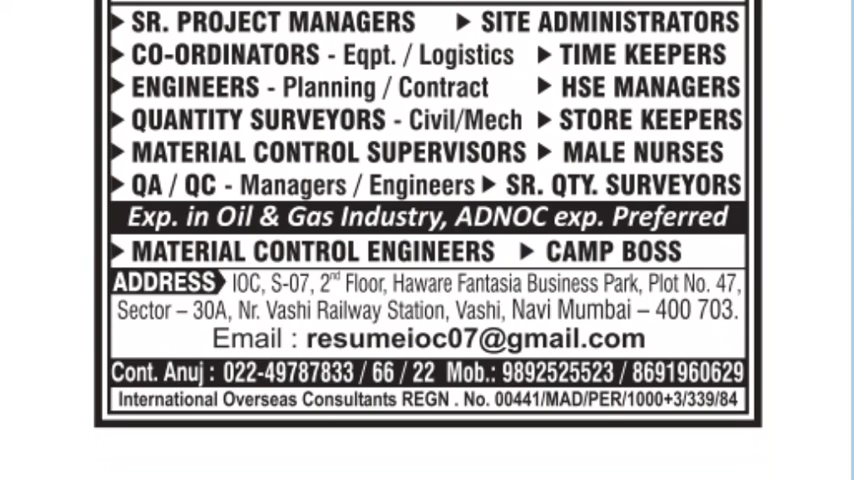 ▶ SR. PROJECT MANAGERS ▶ SITE ADMINISTRATORS
▶ CO-ORDINATORS - Eqpt. / Logistics ▶ TIME KEEPERS
▶ ENGINEERS - Planning / Contract ▶ HSE MANAGERS
▶ QUANTITY SURVEYORS - Civil/Mech ▶ STORE KEEPERS
▶ MATERIAL CONTROL SUPERVISORS ▶ MALE NURSES
▶ QA / QC - Managers / Engineers ▶ SR. QTY. SURVEYORS
Exp. in Oil & Gas Industry, ADNOC exp. Preferred
▶ MATERIAL CONTROL ENGINEERS ▶ CAMP BOSS
ADDRESS IOC, S-07, 2nd Floor, Haware Fantasia Business Park, Plot No. 47,
Sector – 30A, Nr. Vashi Railway Station, Vashi, Navi Mumbai – 400 703.
Email : resumeioc07@gmail.com
Cont. Anuj : 022-49787833 / 66 / 22 Mob.: 9892525523 / 8691960629
International Overseas Consultants REGN . No. 00441/MAD/PER/1000+3/339/84